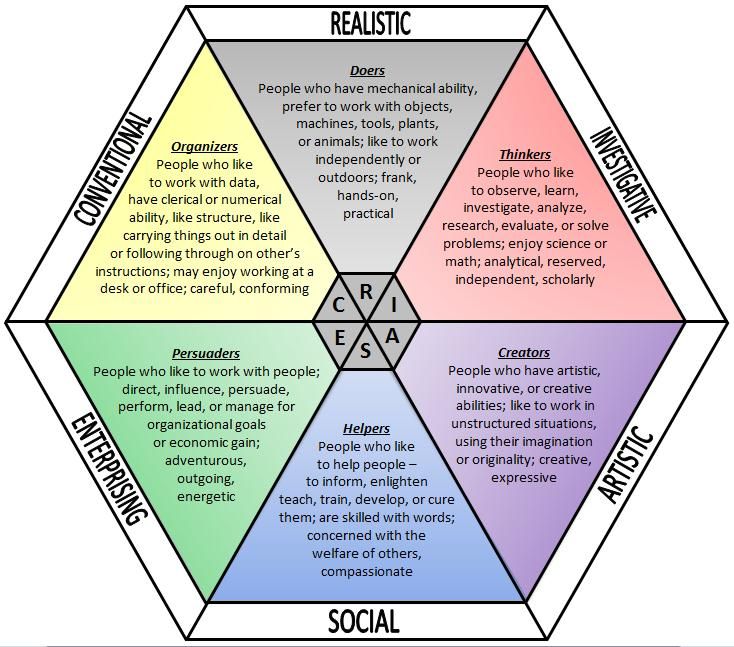 REALISTIC
Doers
People who have mechanical ability,
prefer to work with objects,
machines, tools, plants,
or animals; like to work
independently or
outdoors; frank,
hands-on,
practical
INVESTIGATIVE
Thinkers
People who like
to observe, learn,
investigate, analyze,
research, evaluate, or solve
problems; enjoy science or
math; analytical, reserved,
independent, scholarly
ARTISTIC
Creators
People who have artistic,
innovative, or creative
abilities; like to work in
unstructured situations,
using their imagination
or originality; creative,
expressive
SOCIAL
Helpers
People who like
to help people –
to inform, enlighten
teach, train, develop, or cure
them; are skilled with words;
concerned with the
welfare of others,
compassionate
ENTERPRISING
Persuaders
People who like to work with people;
direct, influence, persuade,
perform, lead, or manage for
organizational goals
or economic gain;
adventurous,
outgoing,
energetic
CONVENTIONAL
Organizers
People who like
to work with data,
have clerical or numerical
ability, like structure, like
carrying things out in detail
or following through on other's
instructions; may enjoy working at a
desk or office; careful, conforming
R
I
A
S
E
C